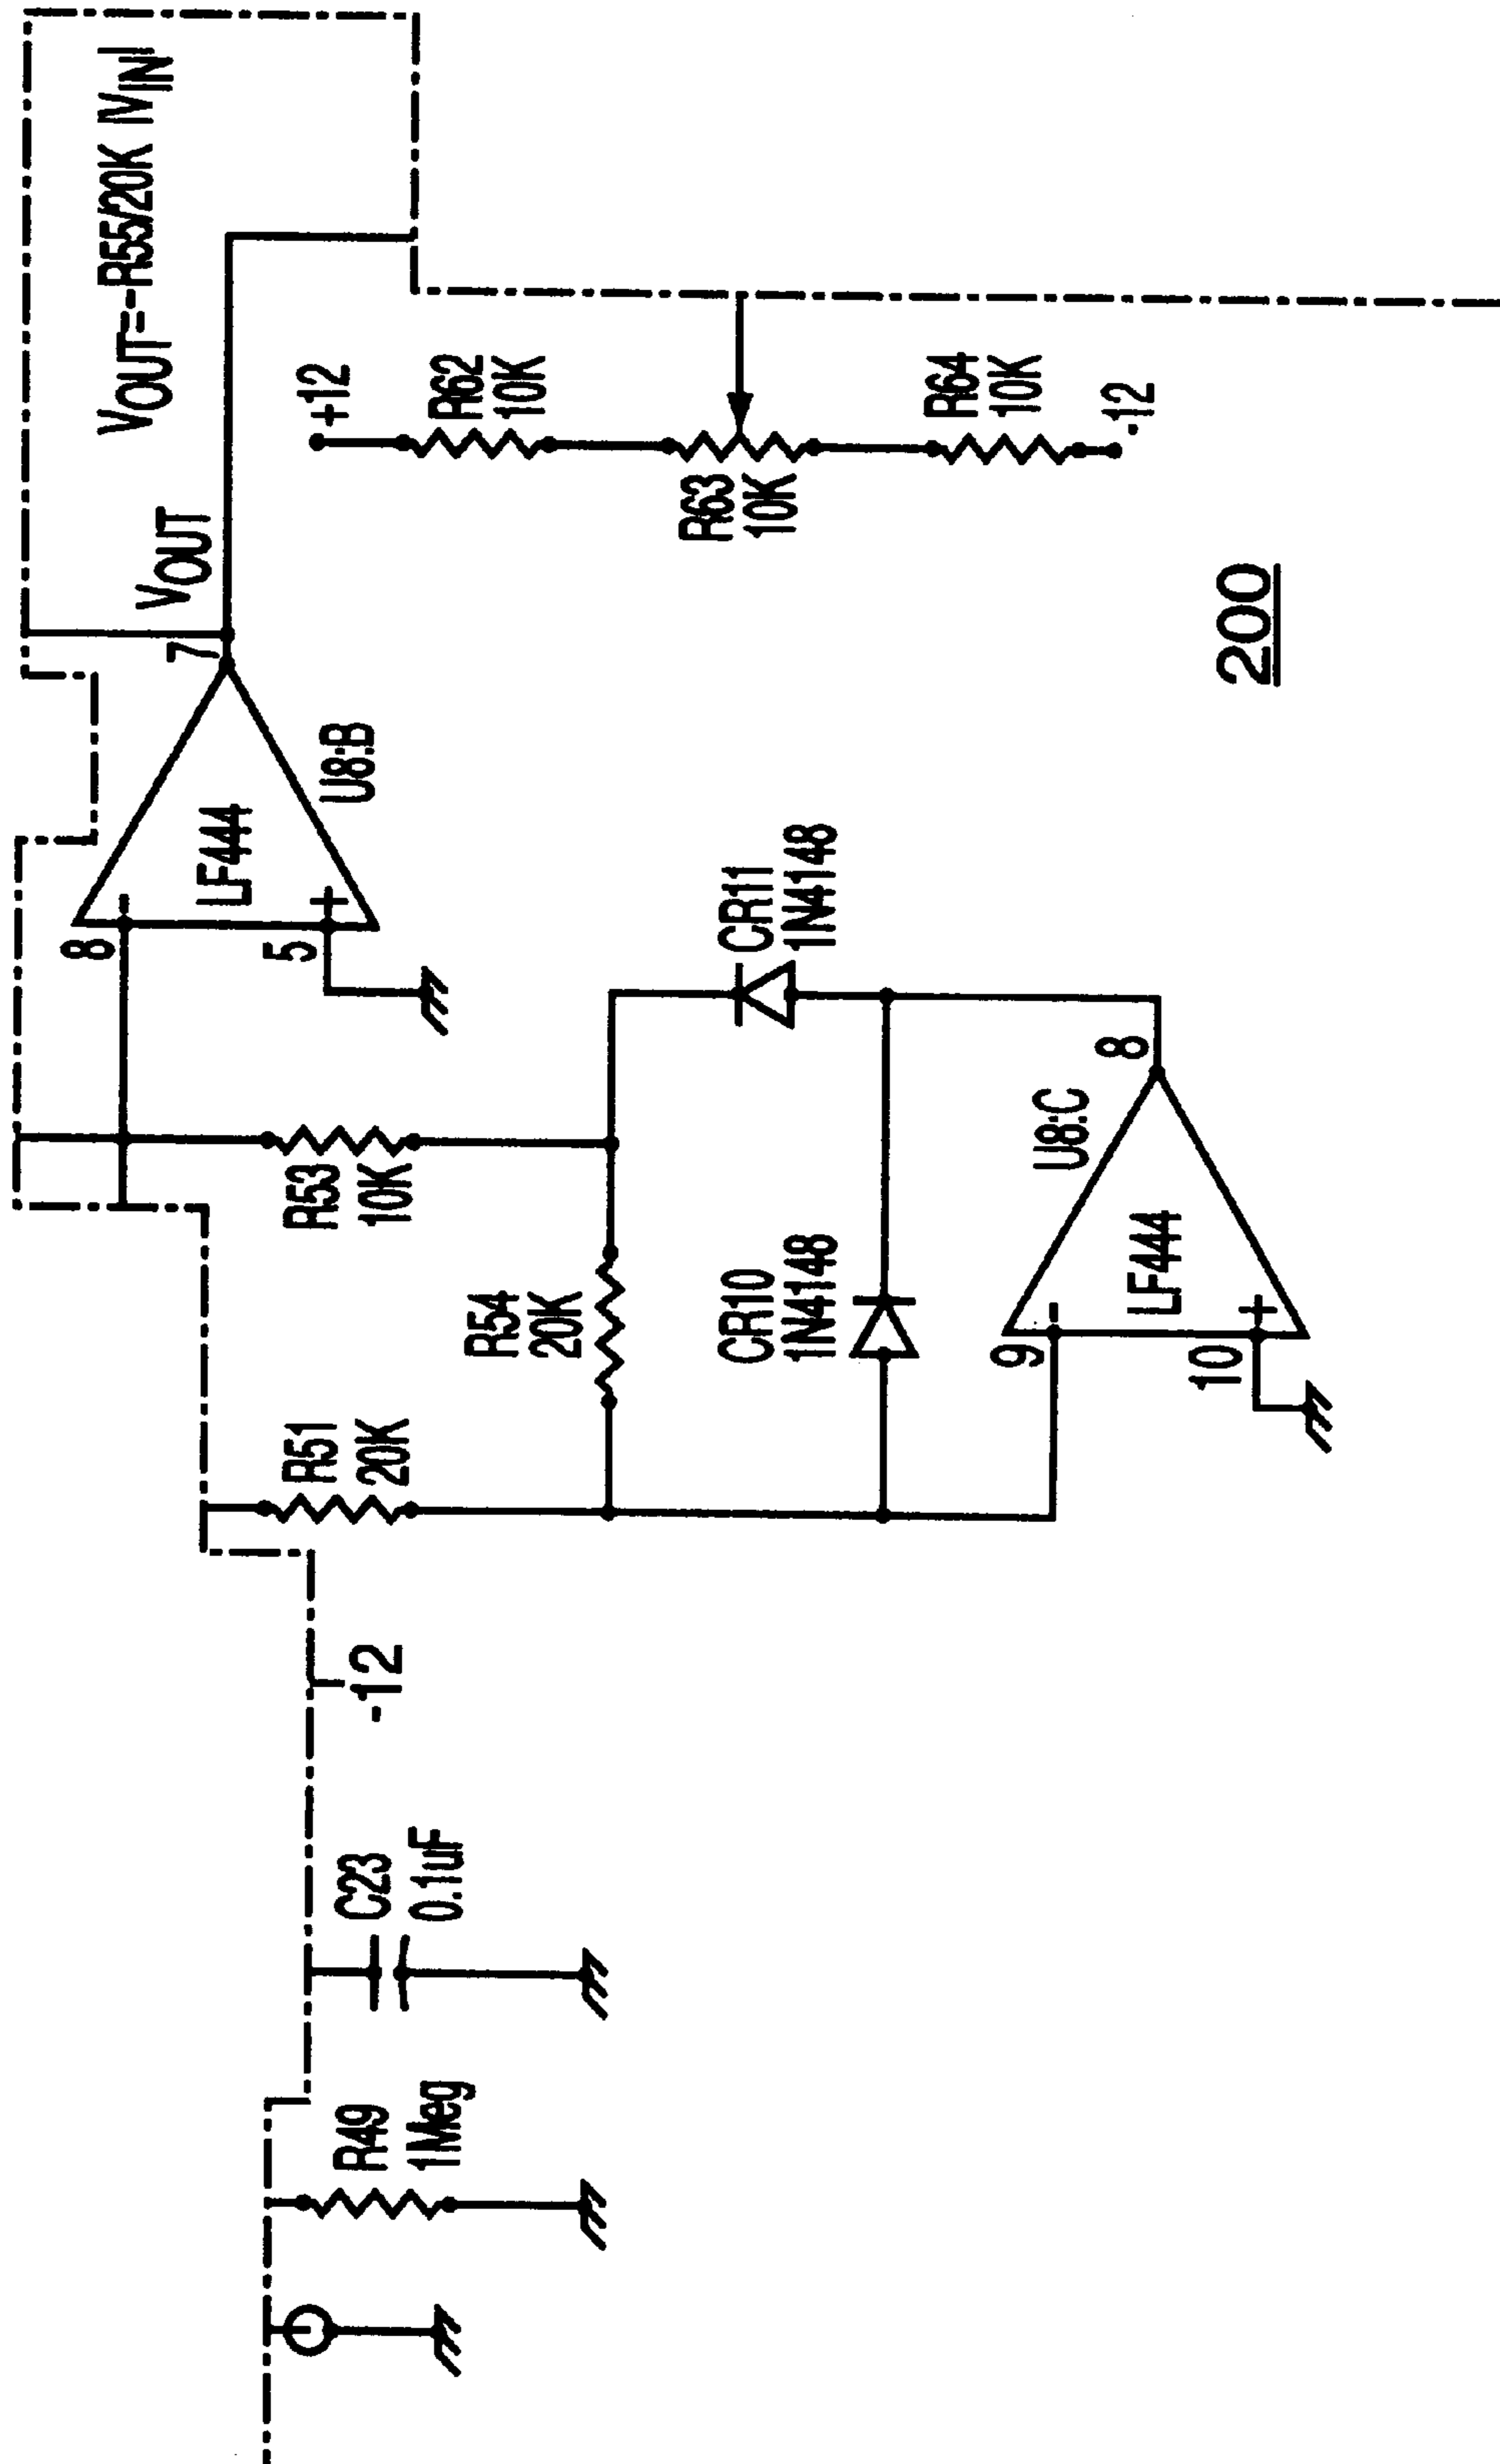 VOUT=-R55/20K |VIN|
VOUT
7
8
-
LF444
5
+
U8:B
+12
R62
10K
R63
10K
R64
10K
-12
R53
10K
CR11
1N4148
R54
20K
CR10
1N4148
R51
20K
U8:C
8
9
-
LF444
10
+
-12
C23
0.1uF
R49
1Meg
200